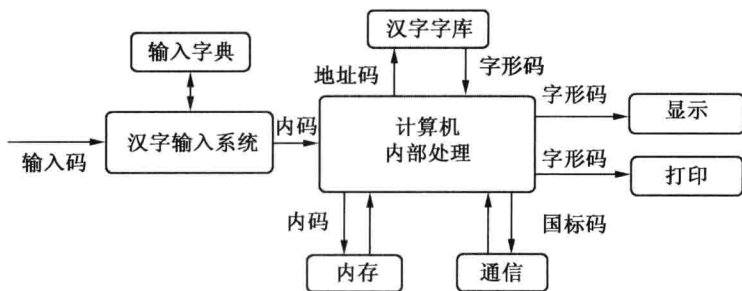 汉字字库
输入字典
地址码
字形码
字形码
显示
汉字输入系统
内码
计算机
内部处理
输入码
字形码
打印
内码
国标码
内存
通信